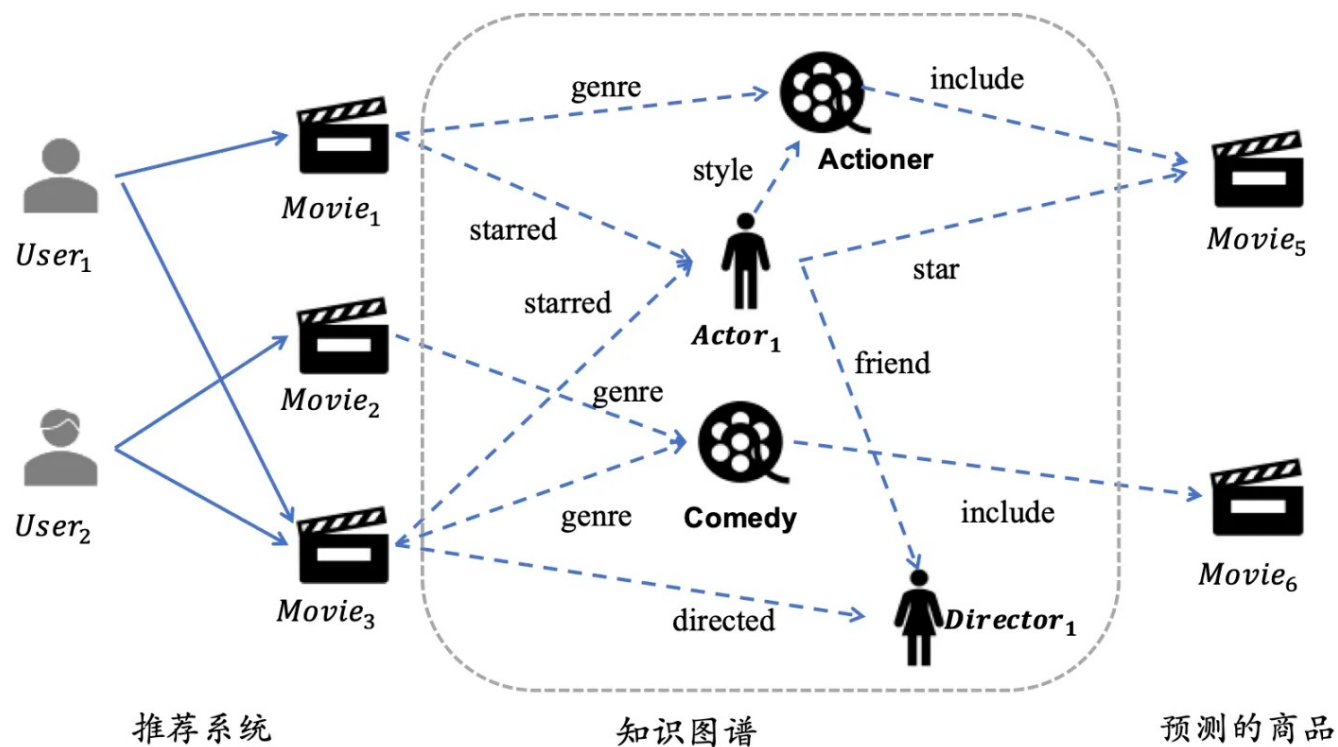 genre
include
Actioner
style
Movie₁
starred
User₁
Movie₅
star
starred
Actor₁
friend
Movie₂
genre
Comedy
genre
include
User₂
Movie₆
Movie₃
directed
Director₁
推荐系统
知识图谱
预测的商品